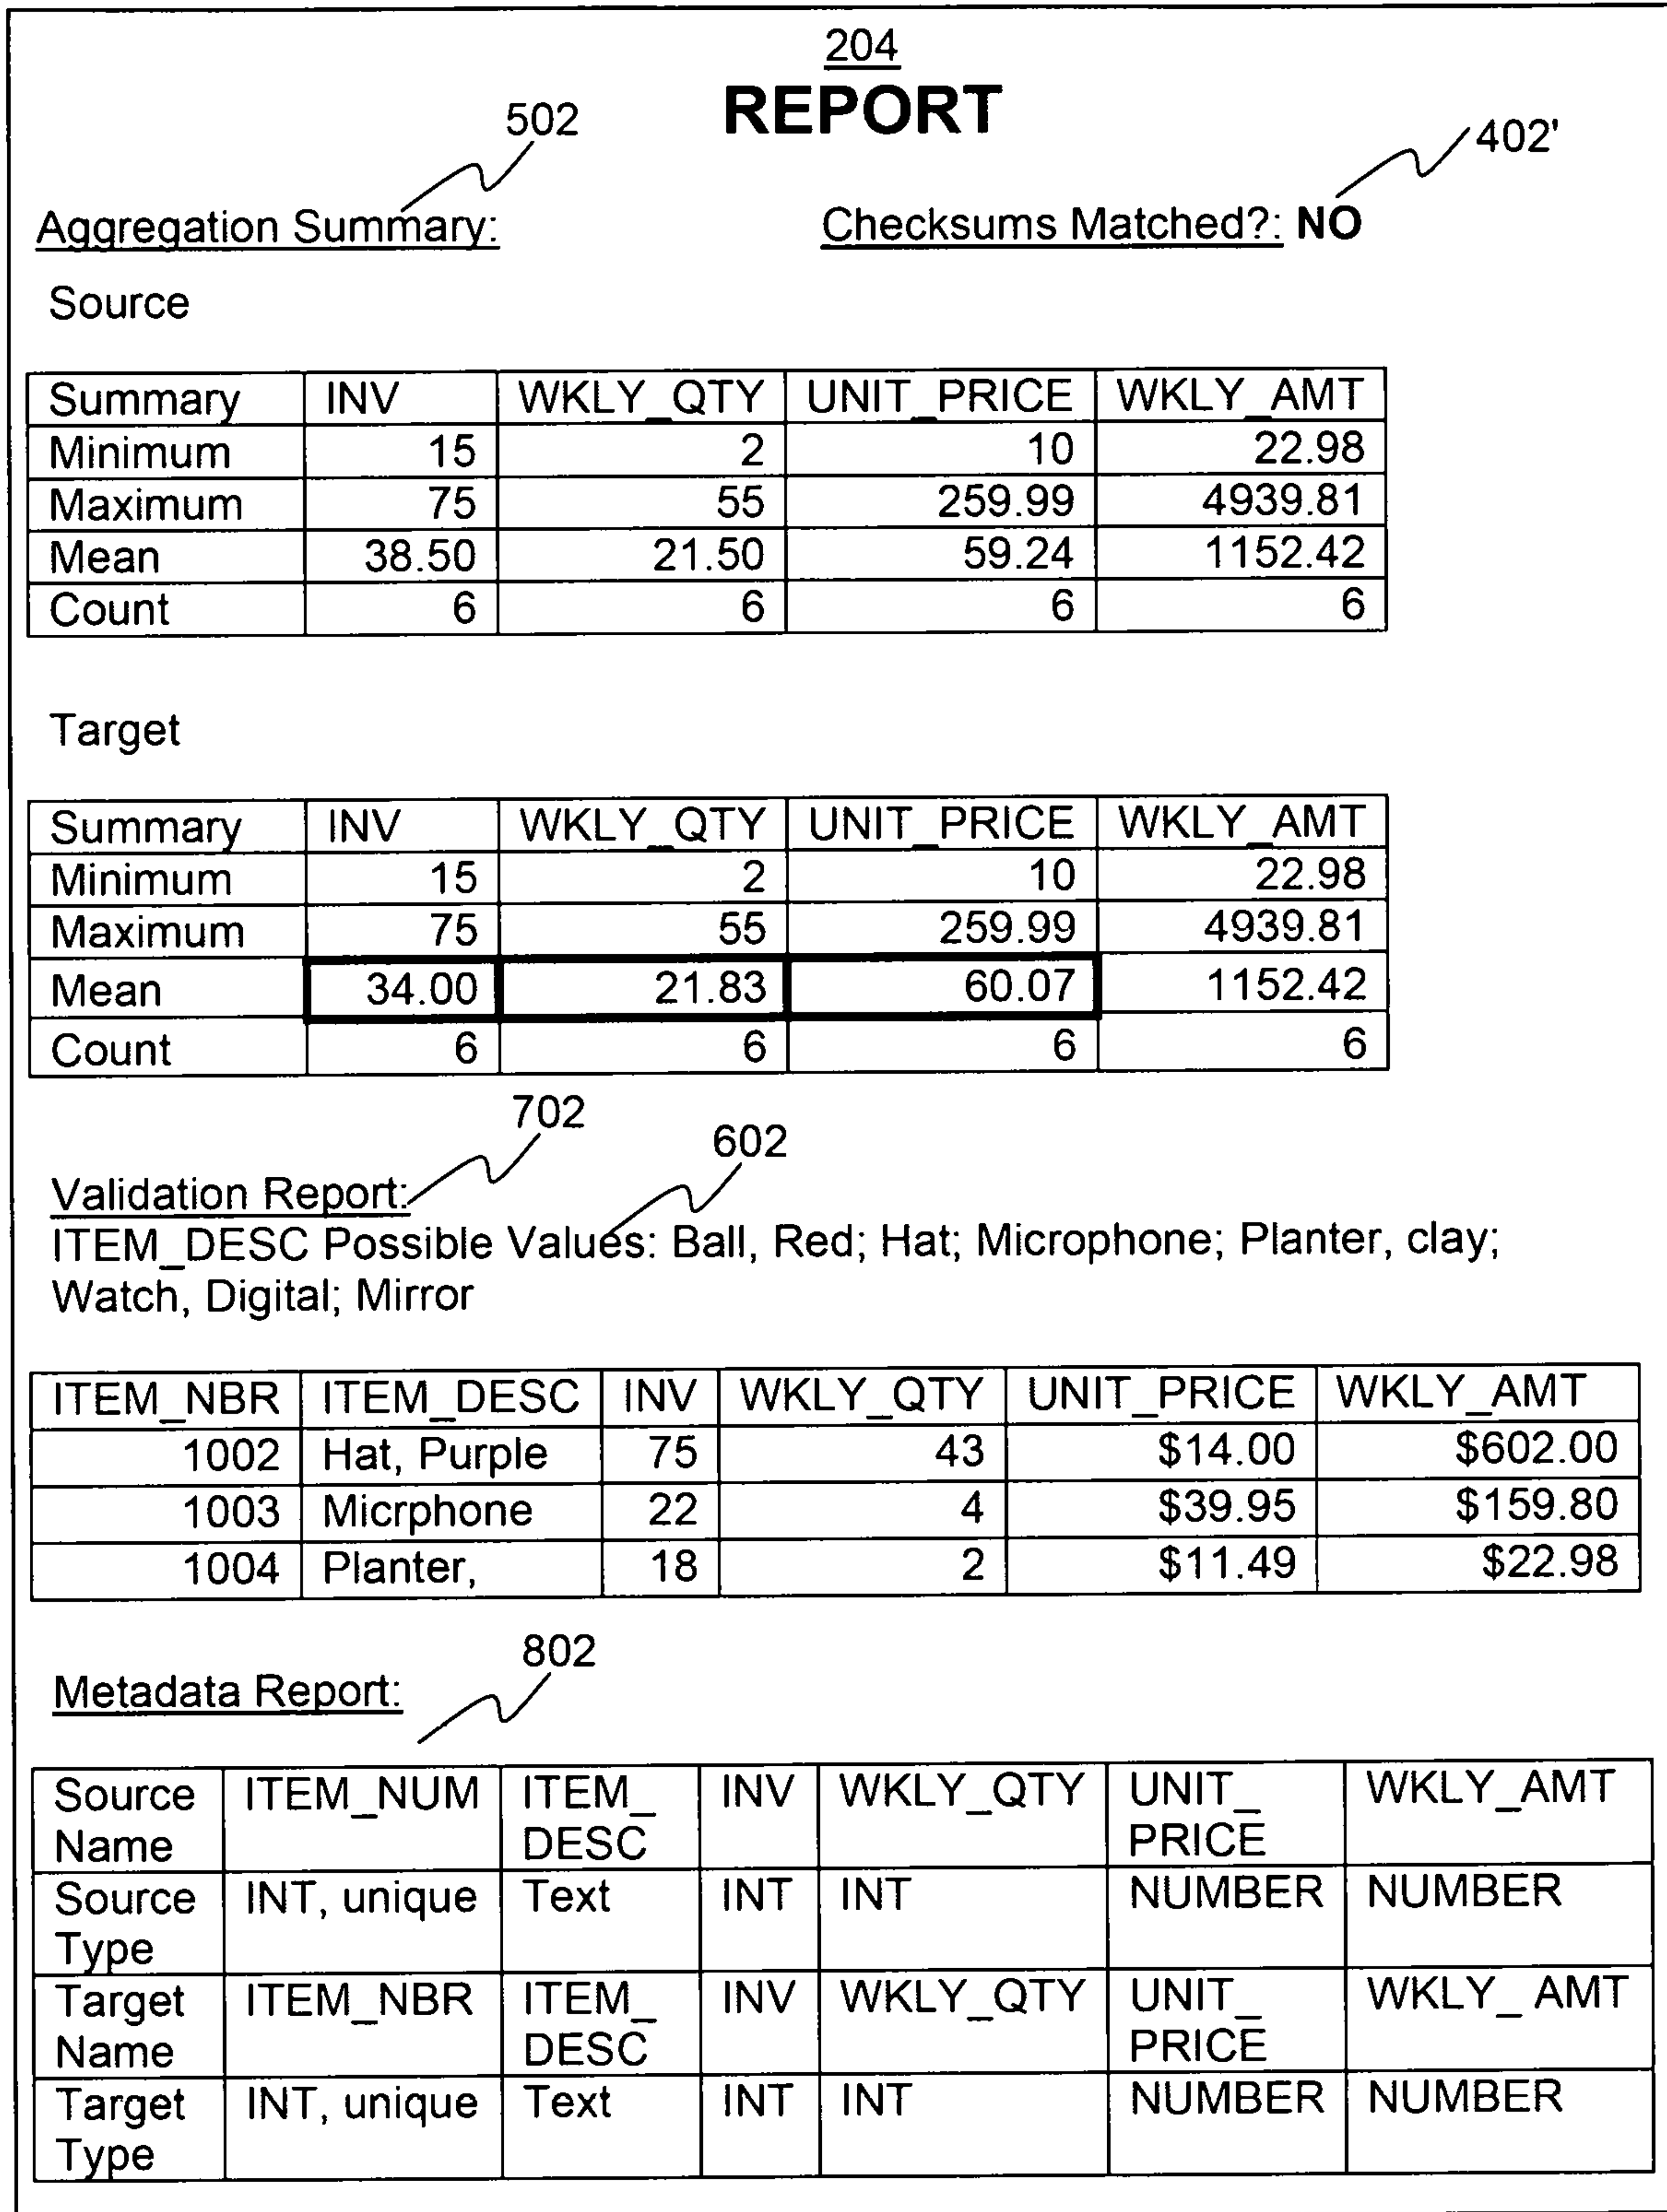 204
REPORT
502
402'
Aggregation Summary:
Checksums Matched?: NO
Source
Summary INV WKLY_QTY UNIT_PRICE WKLY_AMT
Minimum 15 2 10 22.98
Maximum 75 55 259.99 4939.81
Mean 38.50 21.50 59.24 1152.42
Count 6 6 6 6
Target
Summary INV WKLY_QTY UNIT_PRICE WKLY_AMT
Minimum 15 2 10 22.98
Maximum 75 55 259.99 4939.81
Mean 34.00 21.83 60.07 1152.42
Count 6 6 6 6
702
602
Validation Report:
ITEM_DESC Possible Values: Ball, Red; Hat; Microphone; Planter, clay;
Watch, Digital; Mirror
ITEM_NBR ITEM_DESC INV WKLY_QTY UNIT_PRICE WKLY_AMT
1002 Hat, Purple 75 43 $14.00 $602.00
1003 Micrphone 22 4 $39.95 $159.80
1004 Planter, 18 2 $11.49 $22.98
802
Metadata Report:
Source ITEM_NUM ITEM_ INV WKLY_QTY UNIT_ WKLY_AMT
Name DESC PRICE
Source INT, unique Text INT INT NUMBER NUMBER
Type
Target ITEM_NBR ITEM_ INV WKLY_QTY UNIT_ WKLY_ AMT
Name DESC PRICE
Target INT, unique Text INT INT NUMBER NUMBER
Type